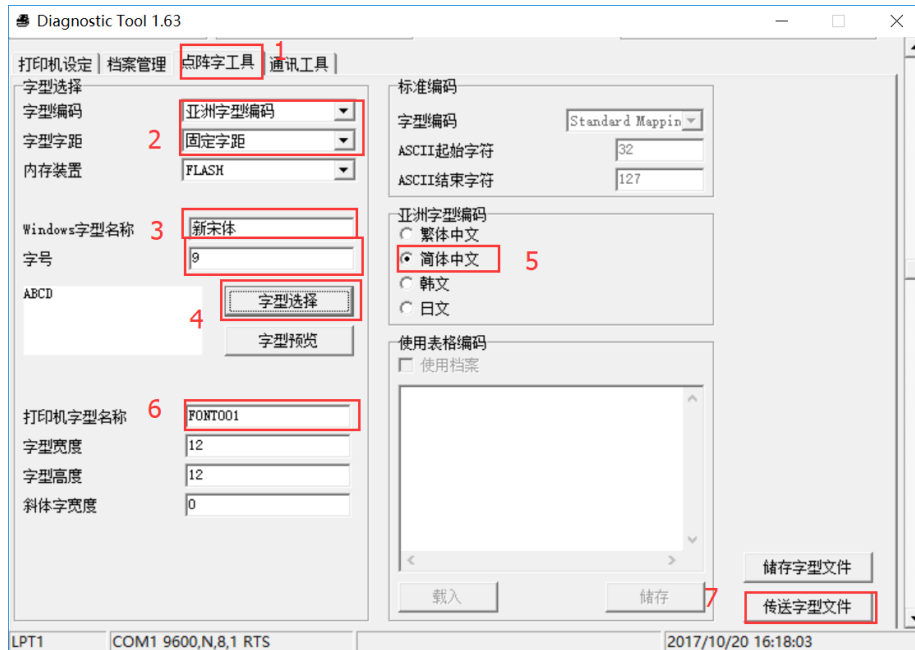 Diagnostic Tool 1.63
1
打印机设定 档案管理 点阵字工具 通讯工具
字型选择
字型编码 亚洲字型编码
2
字型字距 固定字距
内存装置 FLASH
Windows字型名称 3 新宋体
字号 9
ABCD
4
字型选择
字型预览
打印机字型名称 6 FONT001
字型宽度 12
字型高度 12
斜体字宽度 0
标准编码
字型编码 Standard Mappin
ASCII起始字符 32
ASCII结束字符 127
亚洲字型编码
繁体中文
简体中文 5
韩文
日文
使用表格编码
使用档案
载入 储存
储存字型文件
7 传送字型文件
LPT1 COM1 9600,N,8,1 RTS 2017/10/20 16:18:03